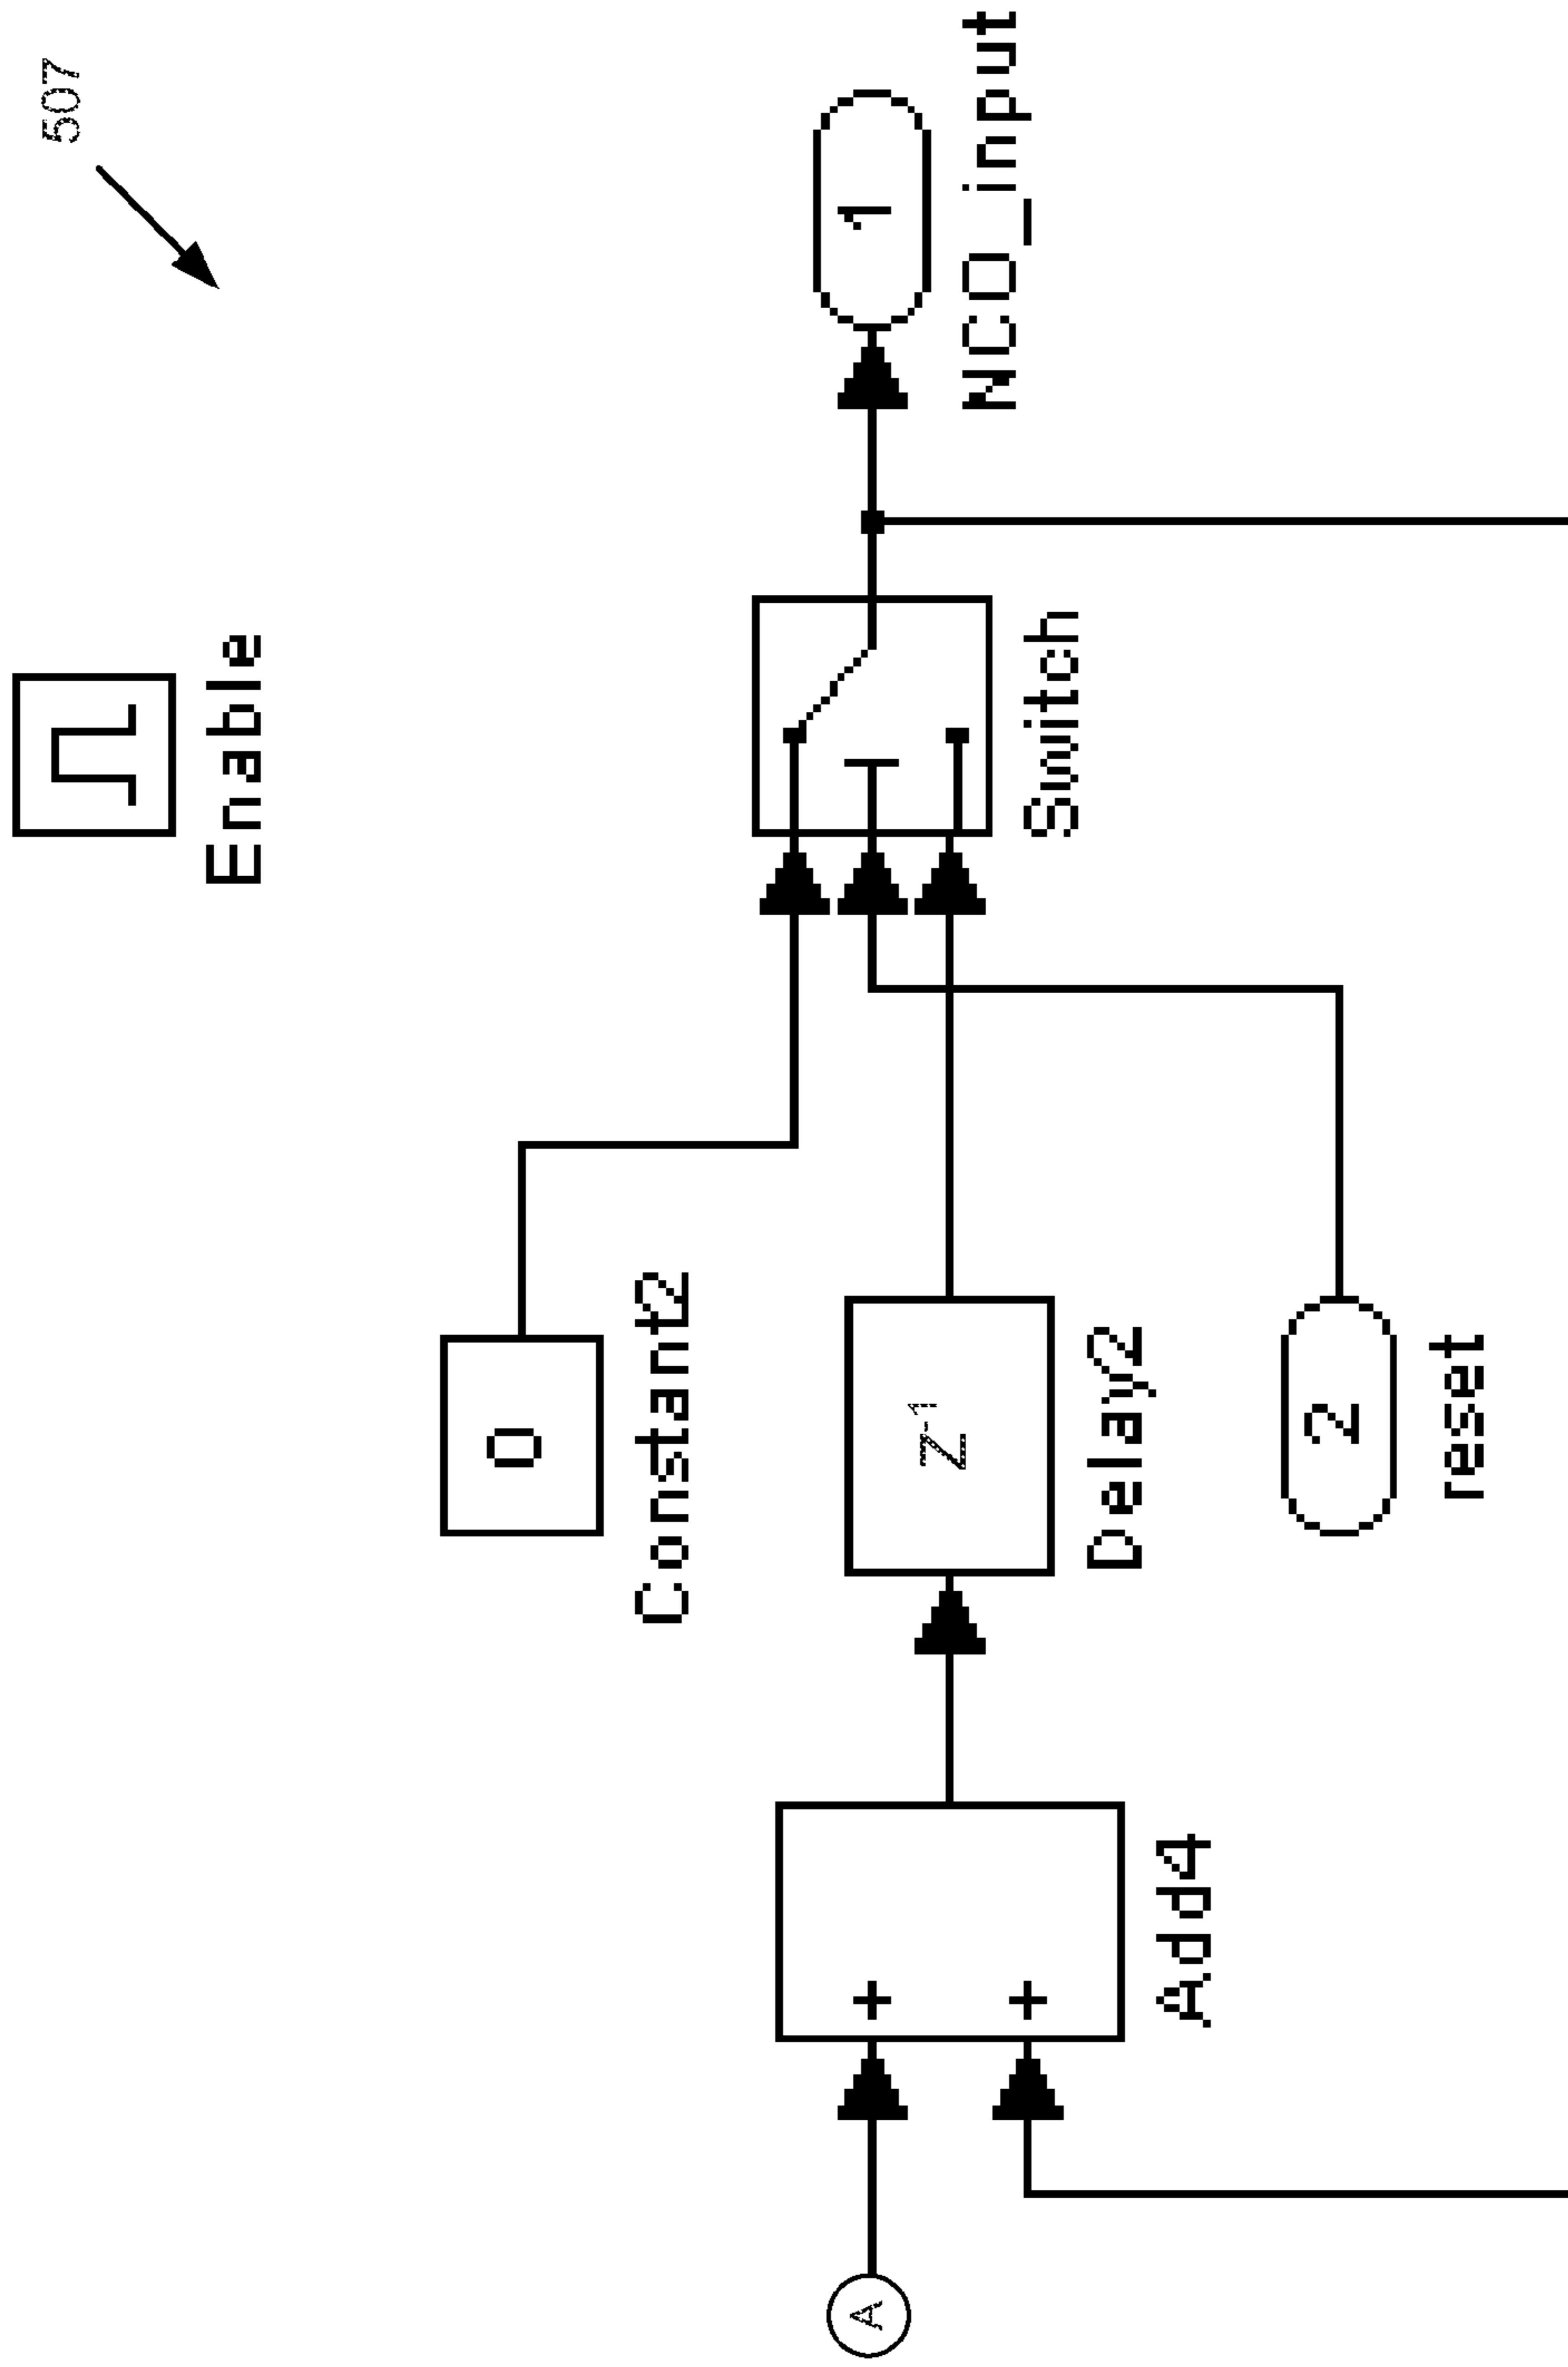 507
Enable
0
Constant2
A
+
+
Add4
Z-1
Delay2
2
reset
Switch
1
NCO_input